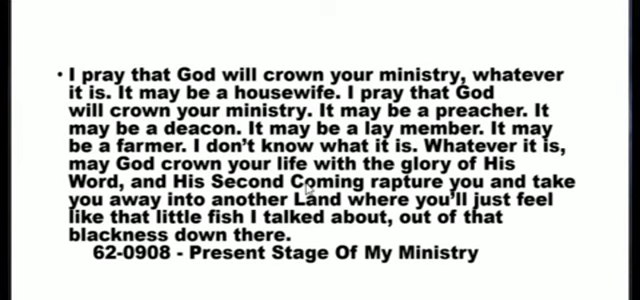 • I pray that God will crown your ministry, whatever
it is. It may be a housewife. I pray that God
will crown your ministry. It may be a preacher. It
may be a deacon. It may be a lay member. It may
be a farmer. I don't know what it is. Whatever it is,
may God crown your life with the glory of His
Word, and His Second Coming rapture you and take
you away into another Land where you'll just feel
like that little fish I talked about, out of that
blackness down there.
62-0908 - Present Stage Of My Ministry